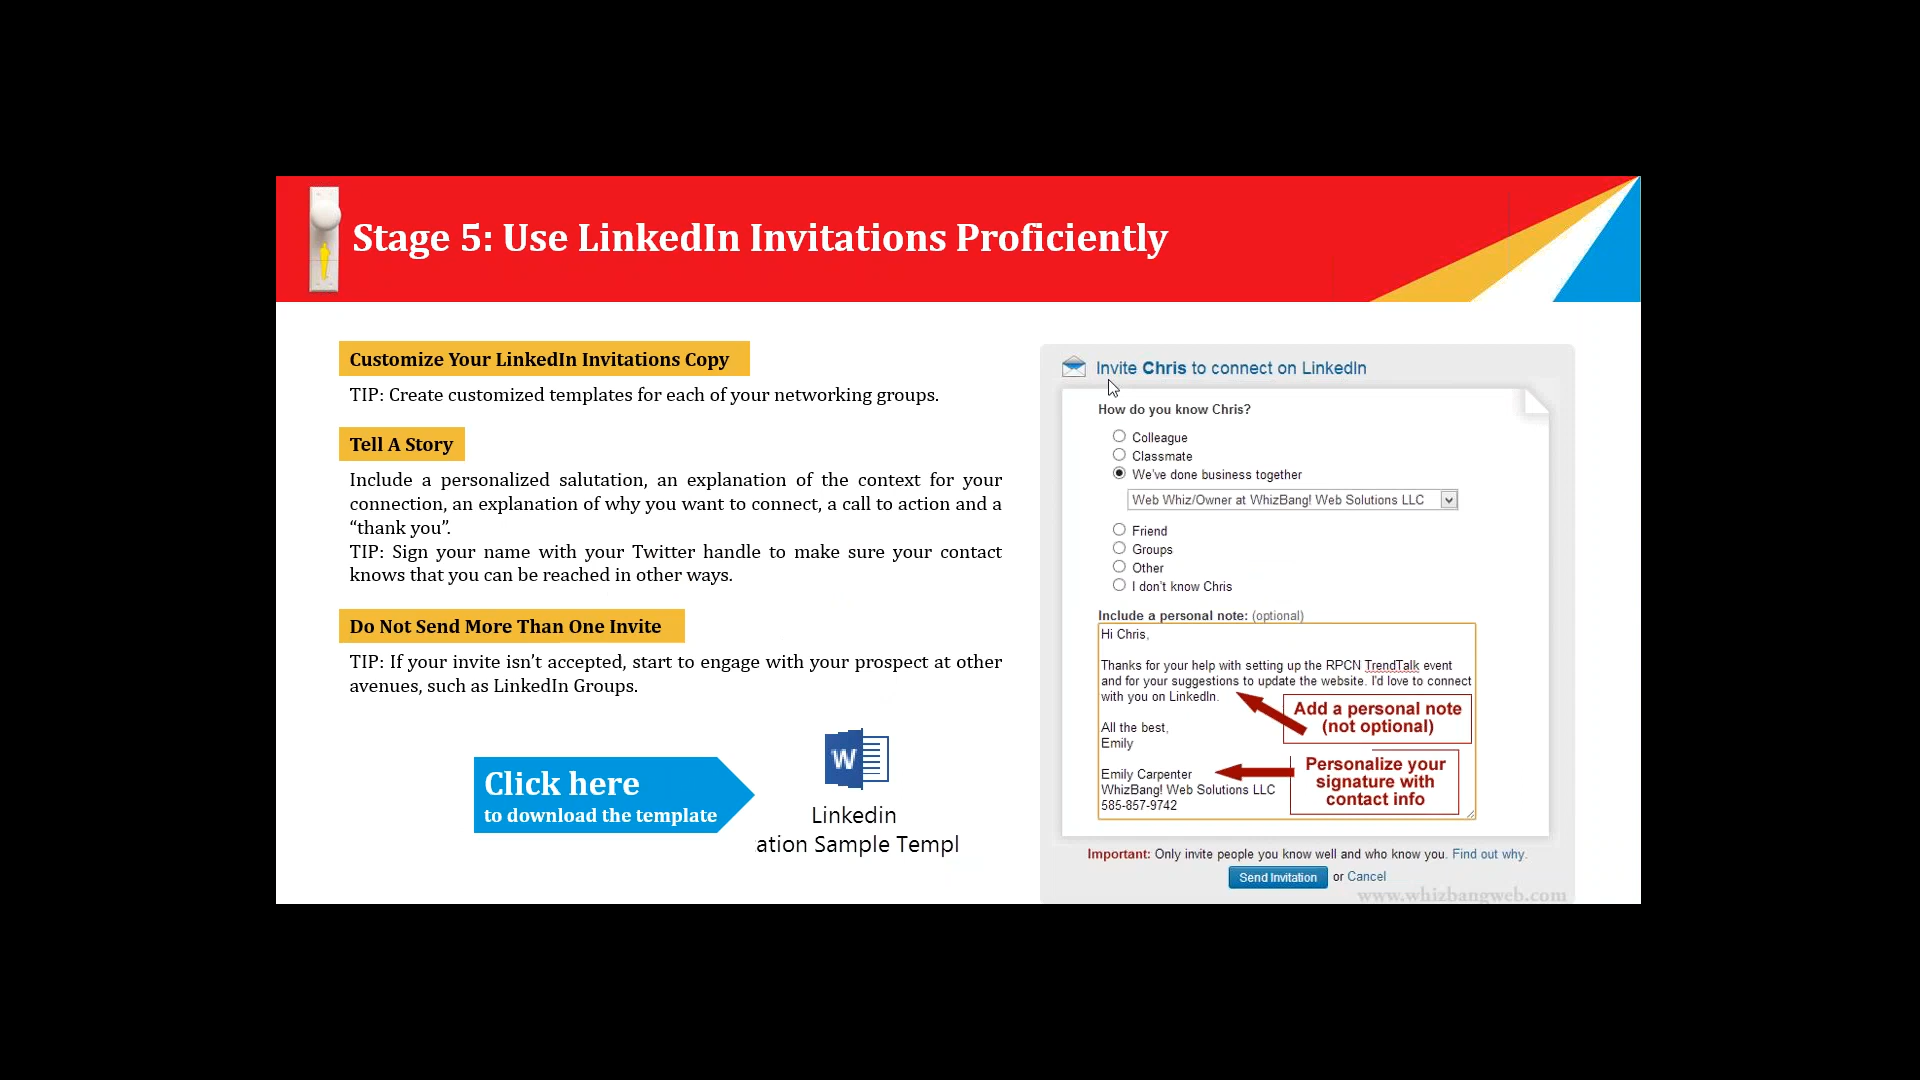 Stage 5: Use LinkedIn Invitations Proficiently
Customize Your LinkedIn Invitations Copy
TIP: Create customized templates for each of your networking groups.
Tell A Story
Include a personalized salutation, an explanation of the context for your
connection, an explanation of why you want to connect, a call to action and a
“thank you”.
TIP: Sign your name with your Twitter handle to make sure your contact
knows that you can be reached in other ways.
Do Not Send More Than One Invite
TIP: If your invite isn’t accepted, start to engage with your prospect at other
avenues, such as LinkedIn Groups.
Click here
to download the template
W
Linkedin
ation Sample Templ
Invite Chris to connect on LinkedIn
How do you know Chris?
Colleague
Classmate
We've done business together
Web Whiz/Owner at WhizBang! Web Solutions LLC
Friend
Groups
Other
I don't know Chris
Include a personal note: (optional)
Hi Chris,
Thanks for your help with setting up the RPCN TrendTalk event
and for your suggestions to update the website. I'd love to connect
with you on LinkedIn.
Add a personal note
(not optional)
All the best,
Emily
Personalize your
signature with
contact info
Emily Carpenter
WhizBang! Web Solutions LLC
585-857-9742
Important: Only invite people you know well and who know you. Find out why.
Send Invitation or Cancel
www.whizbangweb.com